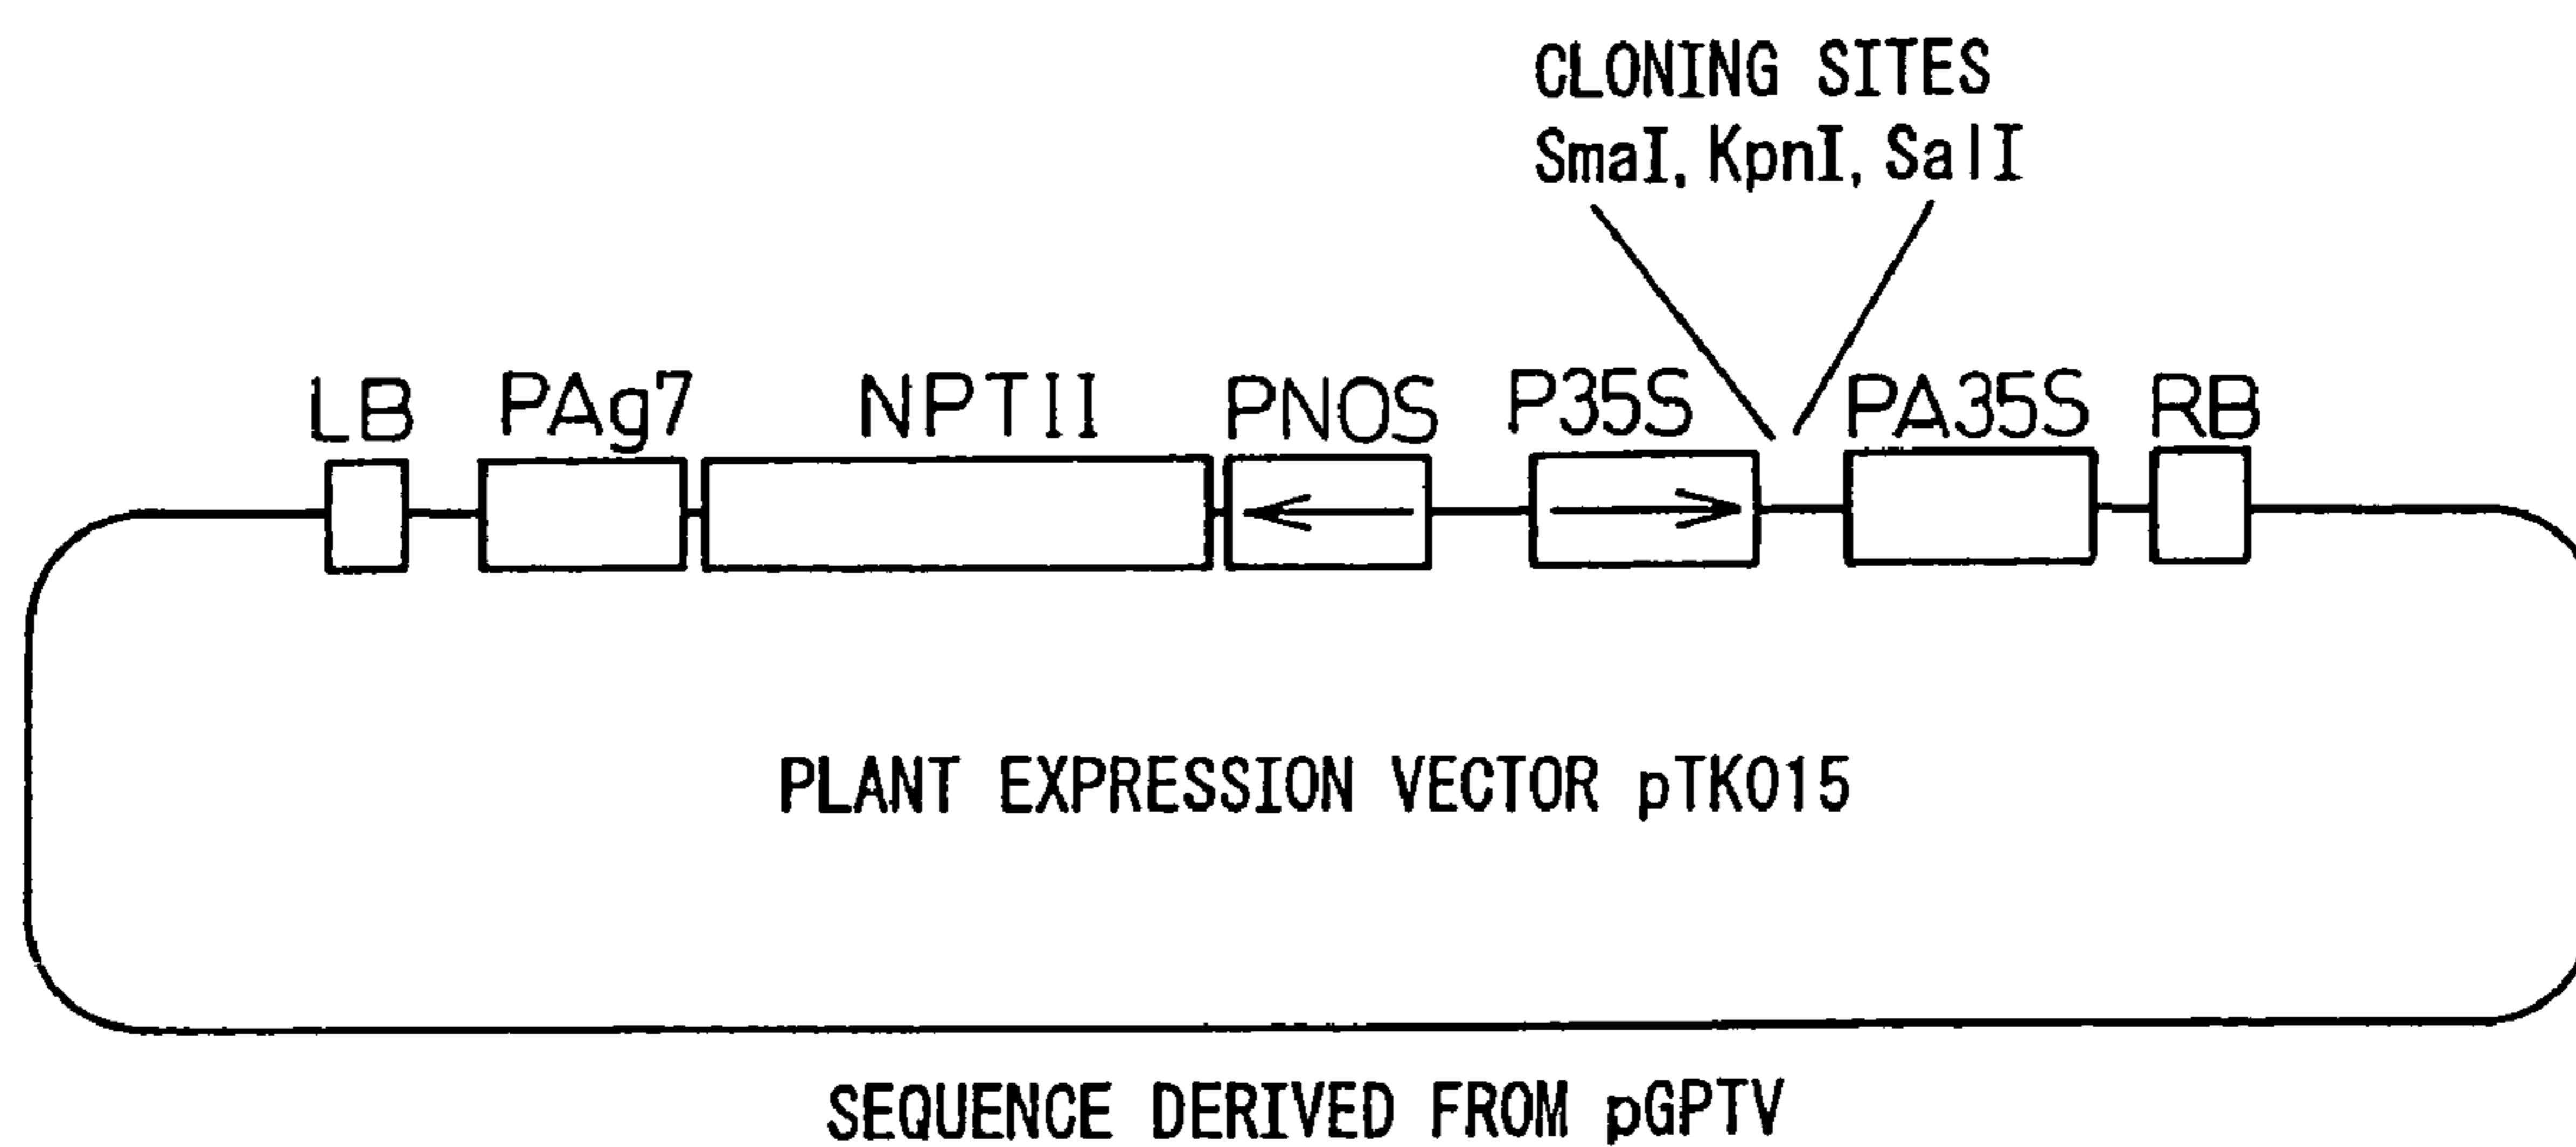 CLONING SITES
SmaI, KpnI, SalI
LB PAg7 NPTII PNOS P35S PA35S RB
PLANT EXPRESSION VECTOR pTK015
SEQUENCE DERIVED FROM pGPTV